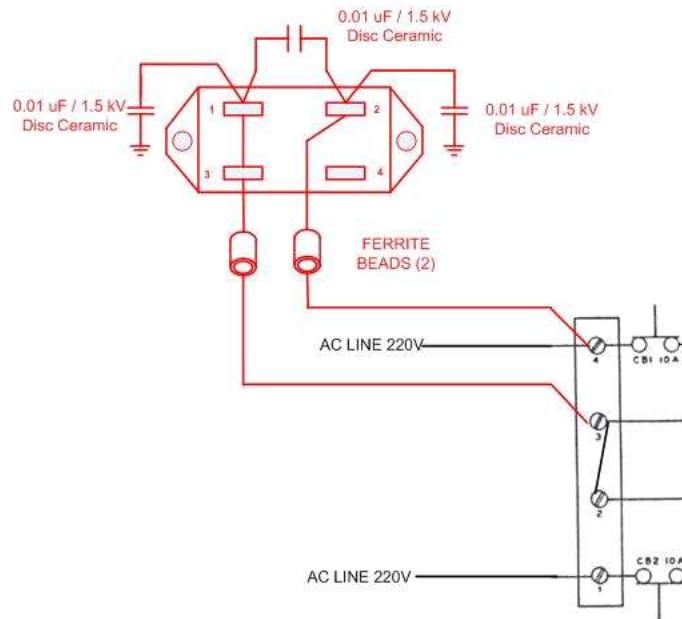 0.01 uF / 1.5 kV
Disc Ceramic
0.01 uF / 1.5 kV
Disc Ceramic
0.01 uF / 1.5 kV
Disc Ceramic
1
2
3
4
FERRITE
BEADS (2)
AC LINE 220V
4
CB1 10A
3
2
CB2 10A
AC LINE 220V
1